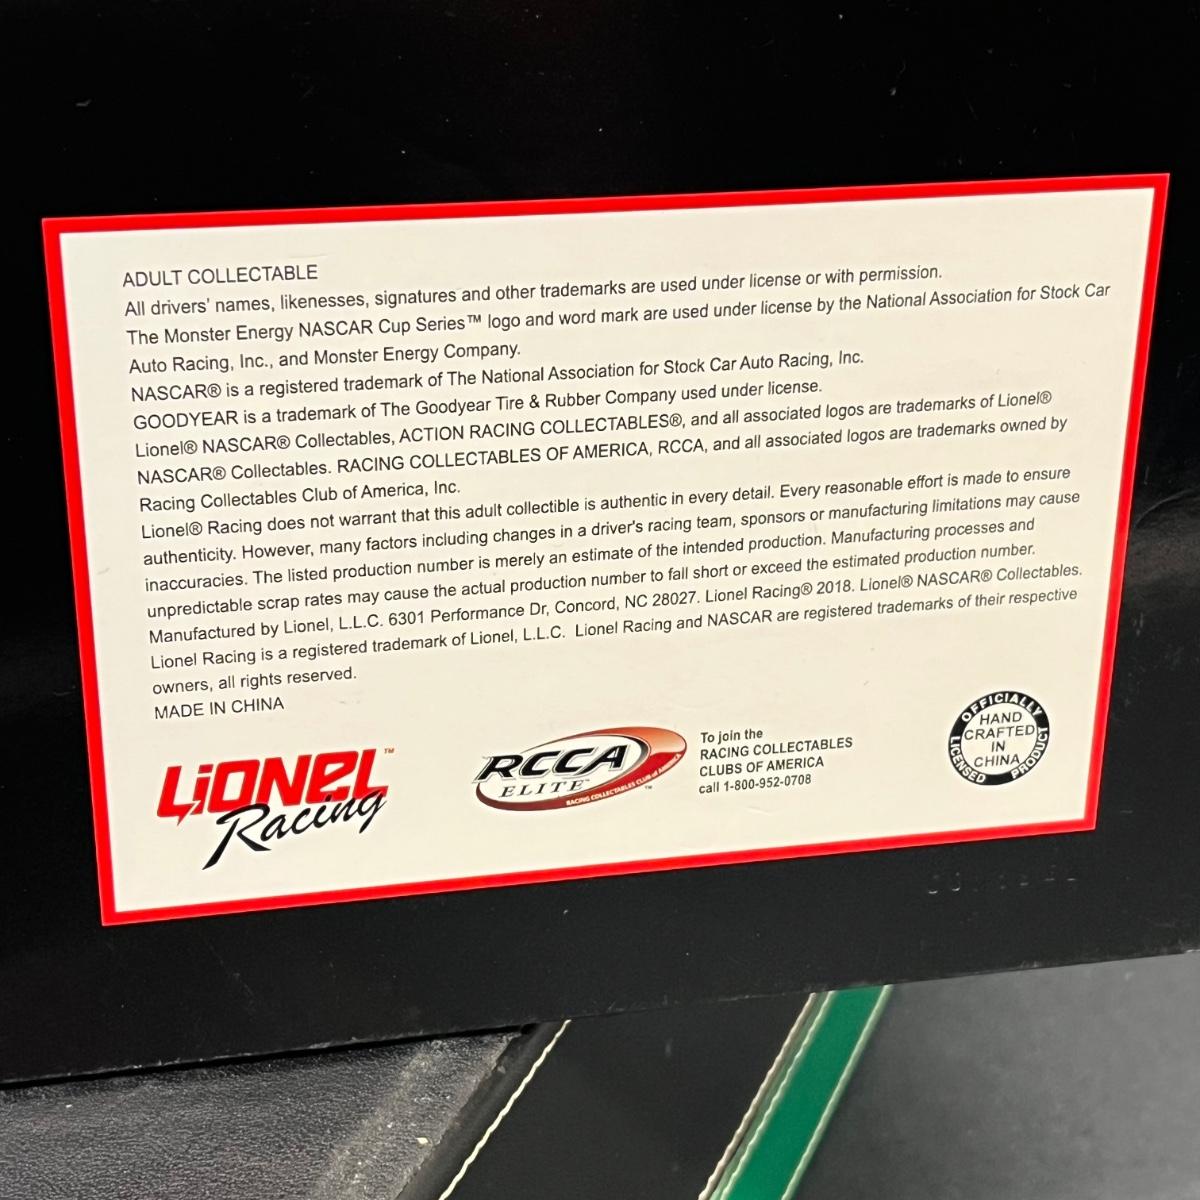 ADULT COLLECTABLE
All drivers' names, likenesses, signatures and other trademarks are used under license or with permission.
The Monster Energy NASCAR Cup Series™ logo and word mark are used under license by the National Association for Stock Car
Auto Racing, Inc., and Monster Energy Company.
NASCAR® is a registered trademark of The National Association for Stock Car Auto Racing, Inc.
GOODYEAR is a trademark of The Goodyear Tire & Rubber Company used under license.
Lionel® NASCAR® Collectables, ACTION RACING COLLECTABLES®, and all associated logos are trademarks of Lionel®
NASCAR® Collectables. RACING COLLECTABLES OF AMERICA, RCCA, and all associated logos are trademarks owned by
Racing Collectables Club of America, Inc.
Lionel® Racing does not warrant that this adult collectible is authentic in every detail. Every reasonable effort is made to ensure
authenticity. However, many factors including changes in a driver's racing team, sponsors or manufacturing limitations may cause
inaccuracies. The listed production number is merely an estimate of the intended production. Manufacturing processes and
unpredictable scrap rates may cause the actual production number to fall short or exceed the estimated production number.
Manufactured by Lionel, L.L.C. 6301 Performance Dr, Concord, NC 28027. Lionel Racing® 2018. Lionel® NASCAR® Collectables.
Lionel Racing is a registered trademark of Lionel, L.L.C. Lionel Racing and NASCAR are registered trademarks of their respective
owners, all rights reserved.
MADE IN CHINA
LiONEL™
Racing
RCCA
ELITE™
RACING COLLECTABLES CLUB of AMERICA™
To join the
RACING COLLECTABLES
CLUBS OF AMERICA
call 1-800-952-0708
OFFICIALLY LICENSED PRODUCT
HAND
CRAFTED
IN
CHINA